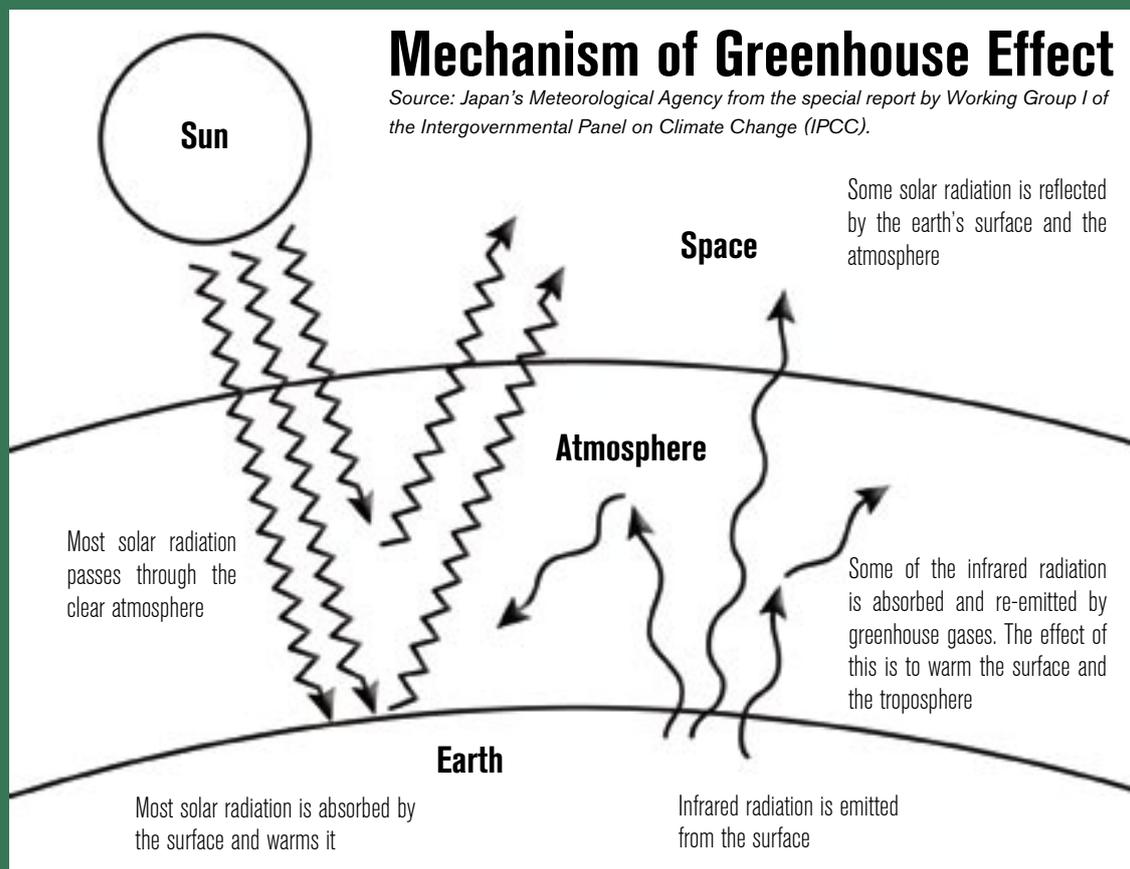 Mechanism of Greenhouse Effect
Source: Japan's Meteorological Agency from the special report by Working Group I of
the Intergovernmental Panel on Climate Change (IPCC).
Sun
Some solar radiation is reflected
by the earth's surface and the
atmosphere
Space
Atmosphere
Most solar radiation
passes through the
clear atmosphere
Some of the infrared radiation
is absorbed and re-emitted by
greenhouse gases. The effect of
this is to warm the surface and
the troposphere
Earth
Most solar radiation is absorbed by
the surface and warms it
Infrared radiation is emitted
from the surface